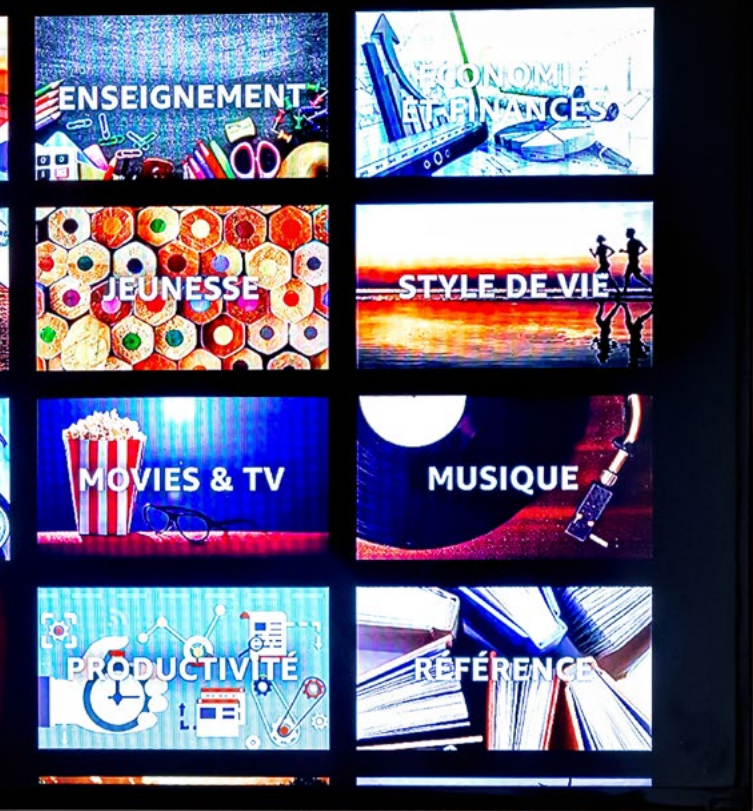 ENSEIGNEMENT
ÉCONOMIE
ET FINANCES
JEUNESSE
STYLE DE VIE
MOVIES & TV
MUSIQUE
PRODUCTIVITÉ
RÉFÉRENCE